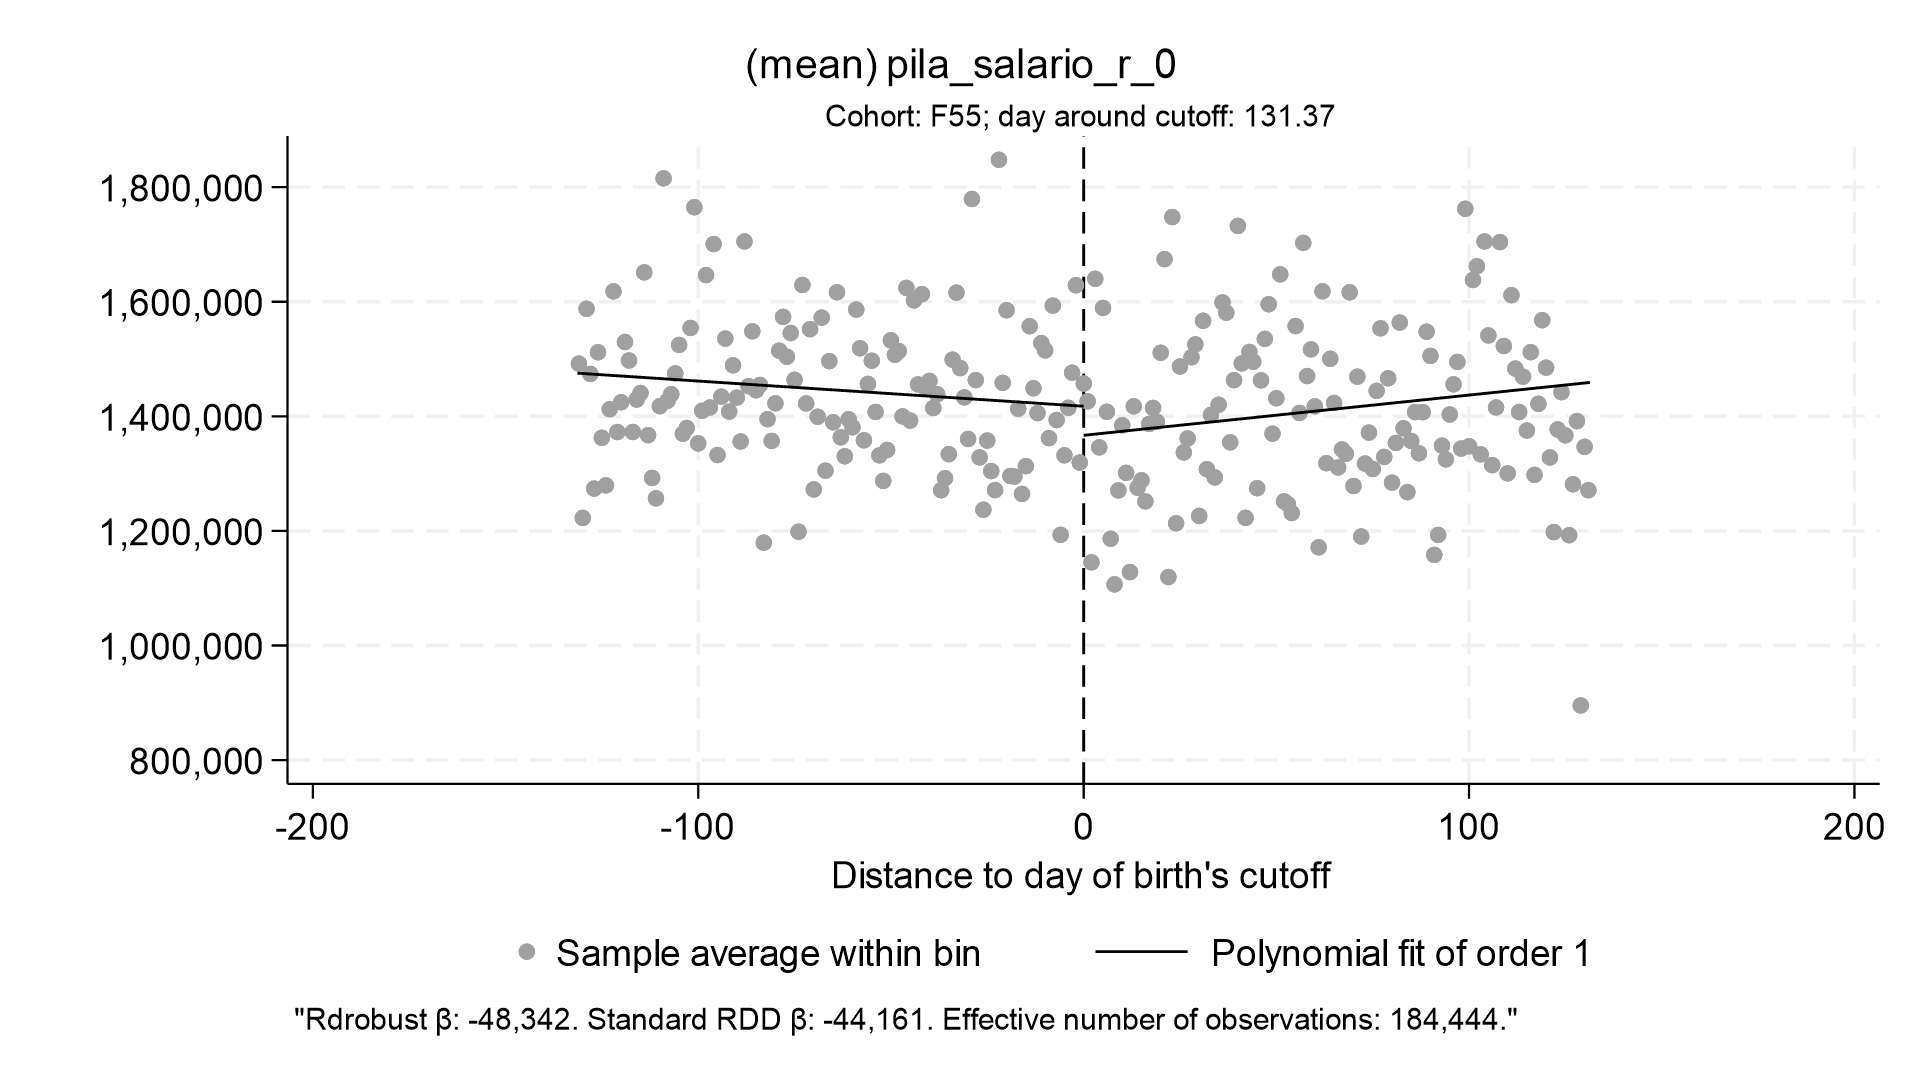 (mean) pila_salario_r_0
Cohort: F55; day around cutoff: 131.37
1,800,000
1,600,000
1,400,000
1,200,000
1,000,000
800,000
-200
-100
0
100
200
Distance to day of birth's cutoff
Sample average within bin
Polynomial fit of order 1
"Rdrobust β: -48,342. Standard RDD β: -44,161. Effective number of observations: 184,444."